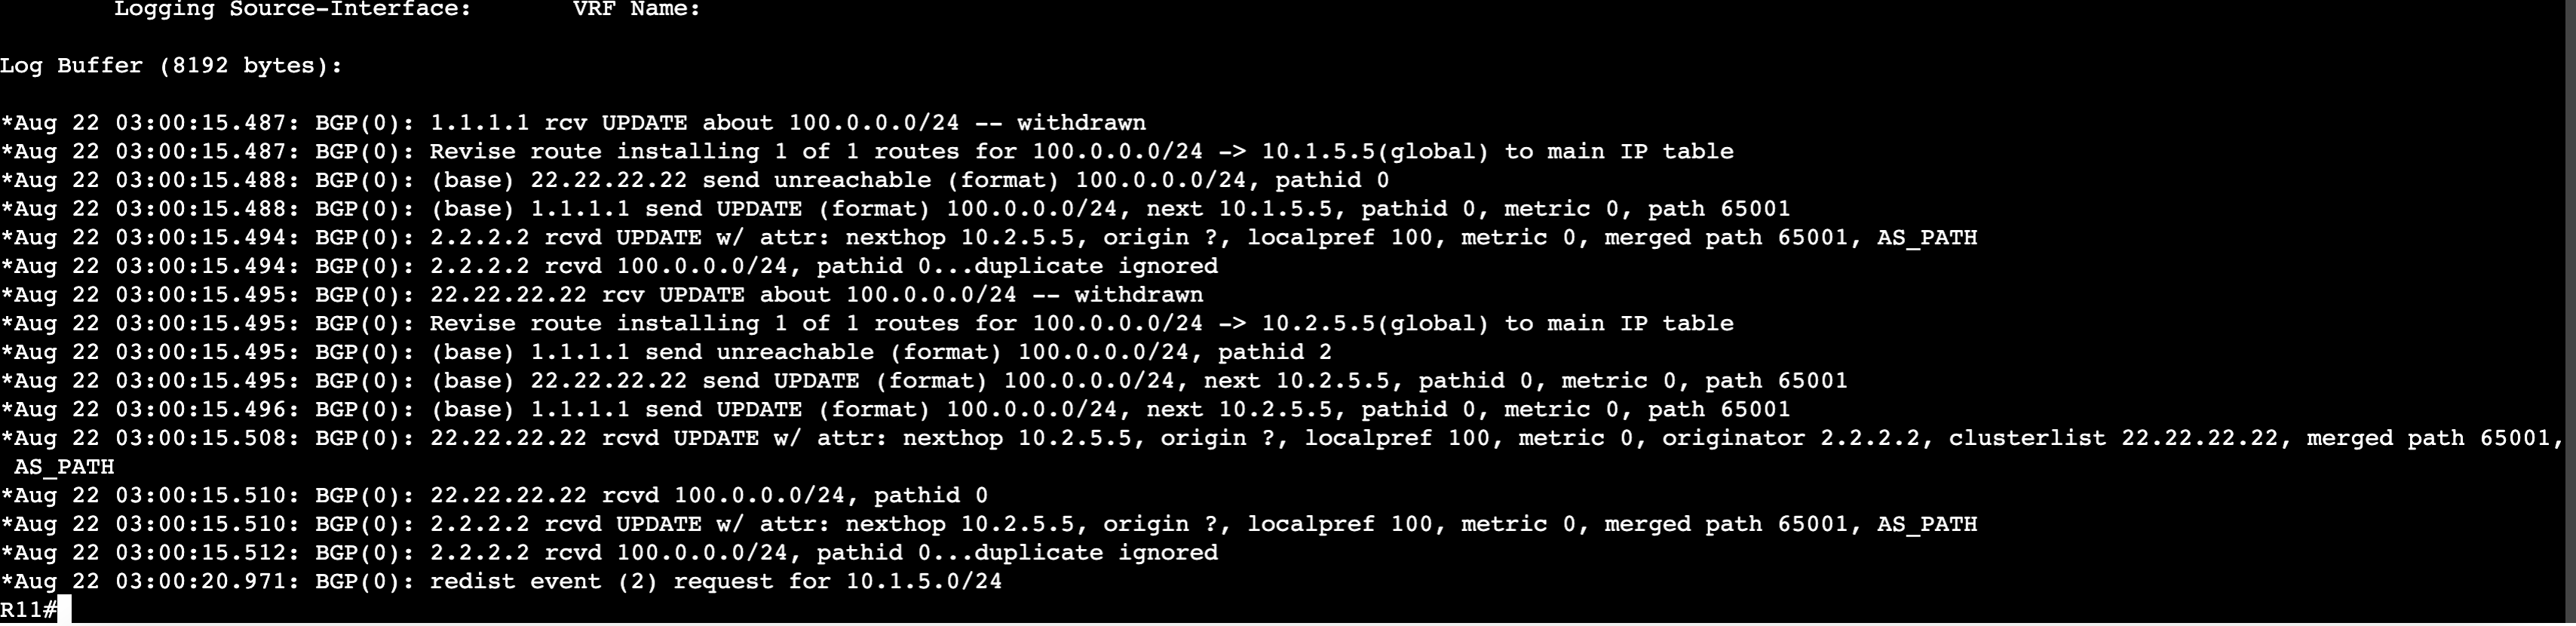 Logging Source-Interface:       VRF Name:
Log Buffer (8192 bytes):
*Aug 22 03:00:15.487: BGP(0): 1.1.1.1 rcv UPDATE about 100.0.0.0/24 -- withdrawn
*Aug 22 03:00:15.487: BGP(0): Revise route installing 1 of 1 routes for 100.0.0.0/24 -> 10.1.5.5(global) to main IP table
*Aug 22 03:00:15.488: BGP(0): (base) 22.22.22.22 send unreachable (format) 100.0.0.0/24, pathid 0
*Aug 22 03:00:15.488: BGP(0): (base) 1.1.1.1 send UPDATE (format) 100.0.0.0/24, next 10.1.5.5, pathid 0, metric 0, path 65001
*Aug 22 03:00:15.494: BGP(0): 2.2.2.2 rcvd UPDATE w/ attr: nexthop 10.2.5.5, origin ?, localpref 100, metric 0, merged path 65001, AS_PATH
*Aug 22 03:00:15.494: BGP(0): 2.2.2.2 rcvd 100.0.0.0/24, pathid 0...duplicate ignored
*Aug 22 03:00:15.495: BGP(0): 22.22.22.22 rcv UPDATE about 100.0.0.0/24 -- withdrawn
*Aug 22 03:00:15.495: BGP(0): Revise route installing 1 of 1 routes for 100.0.0.0/24 -> 10.2.5.5(global) to main IP table
*Aug 22 03:00:15.495: BGP(0): (base) 1.1.1.1 send unreachable (format) 100.0.0.0/24, pathid 2
*Aug 22 03:00:15.495: BGP(0): (base) 22.22.22.22 send UPDATE (format) 100.0.0.0/24, next 10.2.5.5, pathid 0, metric 0, path 65001
*Aug 22 03:00:15.496: BGP(0): (base) 1.1.1.1 send UPDATE (format) 100.0.0.0/24, next 10.2.5.5, pathid 0, metric 0, path 65001
*Aug 22 03:00:15.508: BGP(0): 22.22.22.22 rcvd UPDATE w/ attr: nexthop 10.2.5.5, origin ?, localpref 100, metric 0, originator 2.2.2.2, clusterlist 22.22.22.22, merged path 65001,
AS_PATH
*Aug 22 03:00:15.510: BGP(0): 22.22.22.22 rcvd 100.0.0.0/24, pathid 0
*Aug 22 03:00:15.510: BGP(0): 2.2.2.2 rcvd UPDATE w/ attr: nexthop 10.2.5.5, origin ?, localpref 100, metric 0, merged path 65001, AS_PATH
*Aug 22 03:00:15.512: BGP(0): 2.2.2.2 rcvd 100.0.0.0/24, pathid 0...duplicate ignored
*Aug 22 03:00:20.971: BGP(0): redist event (2) request for 10.1.5.0/24
R11#